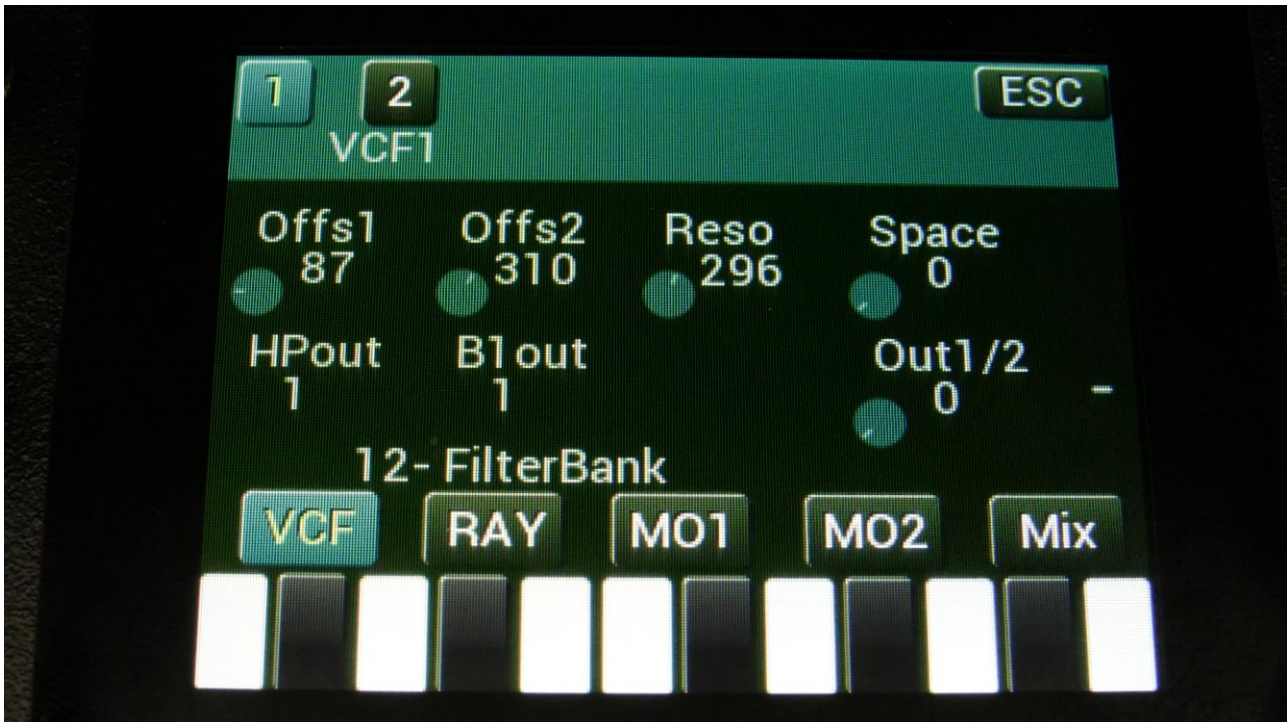 1 2 ESC
VCF1
Offs1 Offs2 Reso Space
87 310 296 0
HPout B1out Out1/2
1 1 0 -
12- FilterBank
VCF RAY MO1 MO2 Mix